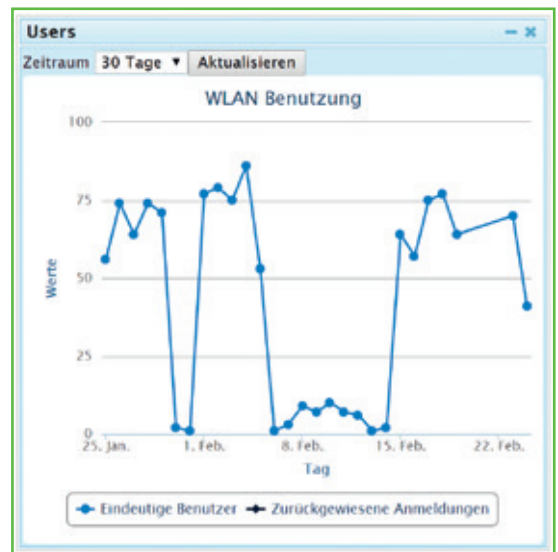 Users
Zeitraum 30 Tage Aktualisieren
WLAN Benutzung
100
75
50
25
0
Werte
25. Jan. 1. Feb. 8. Feb. 15. Feb. 22. Feb.
Tag
Eindeutige Benutzer Zurückgewiesene Anmeldungen